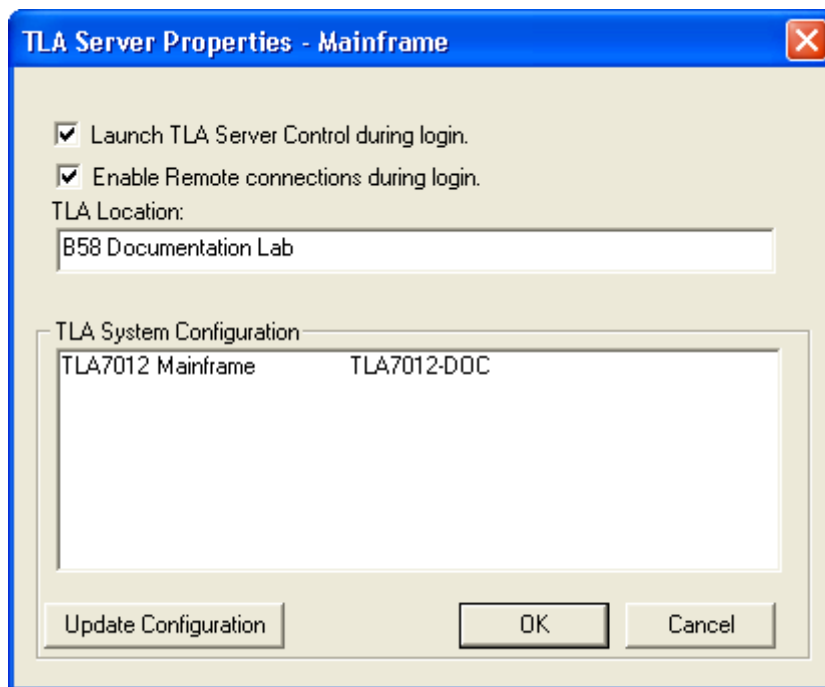 TLA Server Properties - Mainframe
Launch TLA Server Control during login.
Enable Remote connections during login.
TLA Location:
B58 Documentation Lab
TLA System Configuration
TLA7012 Mainframe TLA7012-DOC
Update Configuration OK Cancel